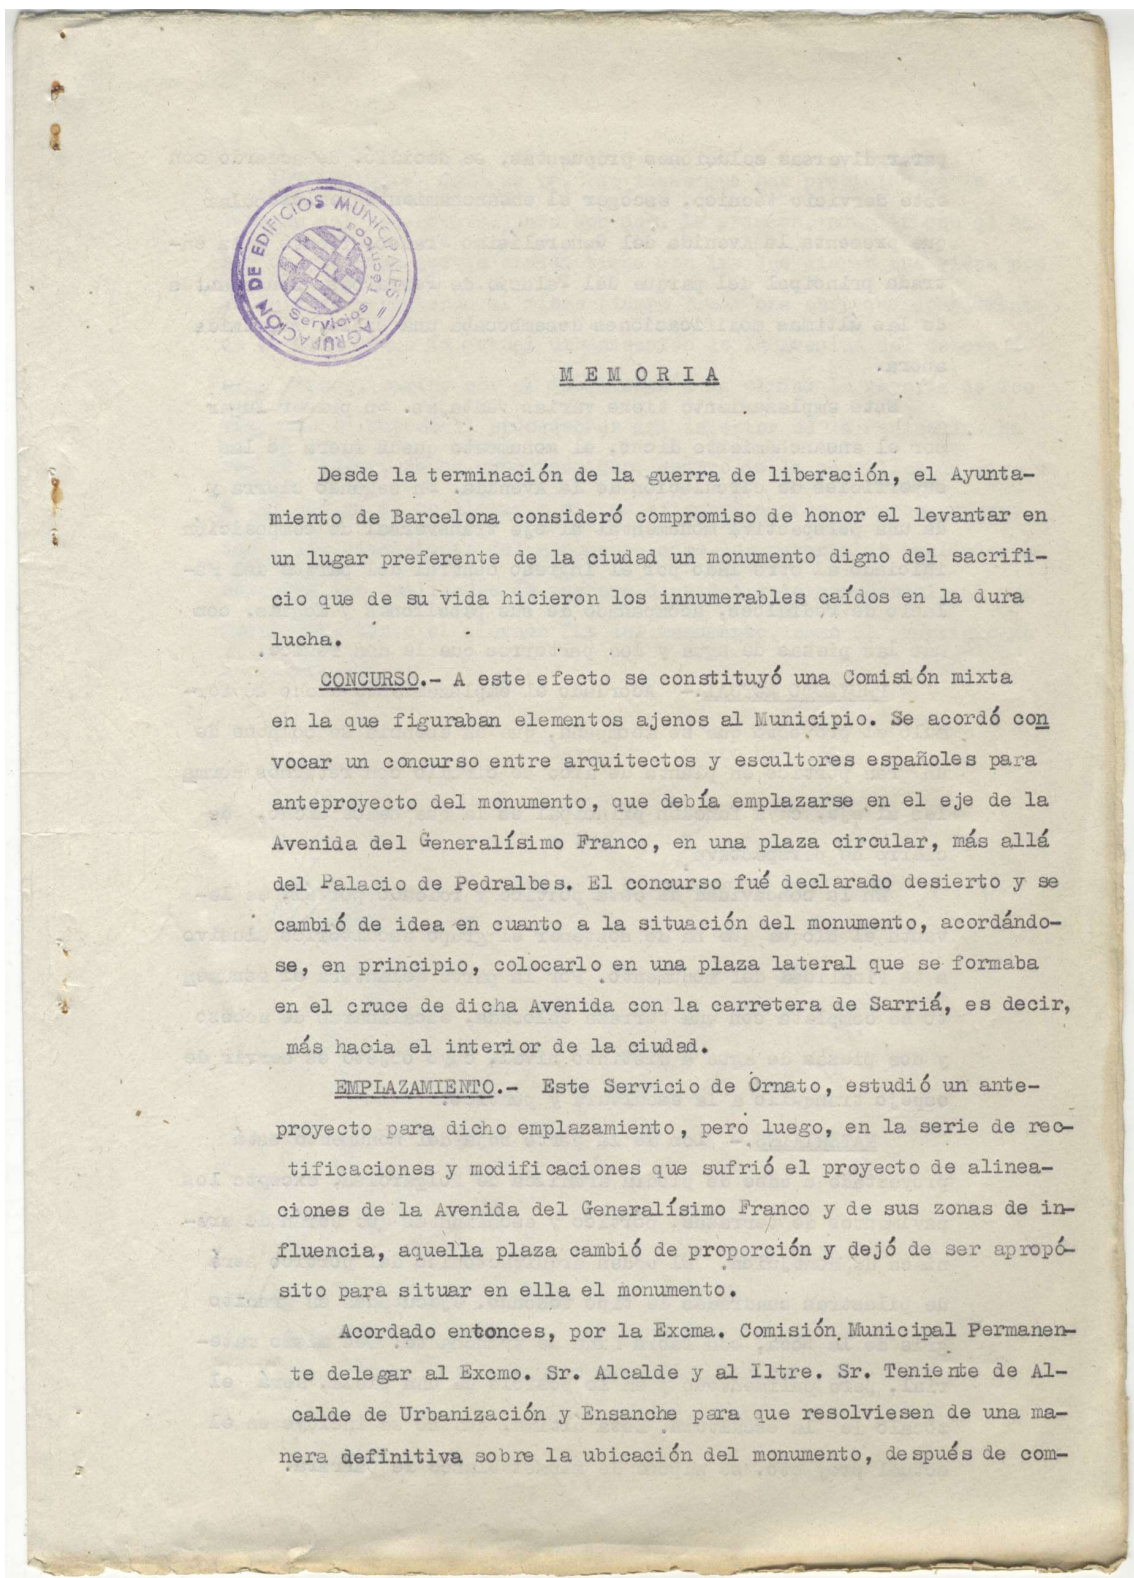 AGRUPACIÓN DE EDIFICIOS MUNICIPALES =
Servicios Técnicos
MEMORIA
Desde la terminación de la guerra de liberación, el Ayunta-
miento de Barcelona consideró compromiso de honor el levantar en
un lugar preferente de la ciudad un monumento digno del sacrifi-
cio que de su vida hicieron los innumerables caídos en la dura
lucha.
CONCURSO.- A este efecto se constituyó una Comisión mixta
en la que figuraban elementos ajenos al Municipio. Se acordó con
vocar un concurso entre arquitectos y escultores españoles para
anteproyecto del monumento, que debía emplazarse en el eje de la
Avenida del Generalísimo Franco, en una plaza circular, más allá
del Palacio de Pedralbes. El concurso fué declarado desierto y se
cambió de idea en cuanto a la situación del monumento, acordándo-
se, en principio, colocarlo en una plaza lateral que se formaba
en el cruce de dicha Avenida con la carretera de Sarriá, es decir,
más hacia el interior de la ciudad.
EMPLAZAMIENTO.- Este Servicio de Ornato, estudió un ante-
proyecto para dicho emplazamiento, pero luego, en la serie de rec-
tificaciones y modificaciones que sufrió el proyecto de alinea-
ciones de la Avenida del Generalísimo Franco y de sus zonas de in-
fluencia, aquella plaza cambió de proporción y dejó de ser apropó-
sito para situar en ella el monumento.
Acordado entonces, por la Excma. Comisión Municipal Permanen-
te delegar al Excmo. Sr. Alcalde y al Iltre. Sr. Teniente de Al-
calde de Urbanización y Ensanche para que resolviesen de una ma-
nera definitiva sobre la ubicación del monumento, después de com-